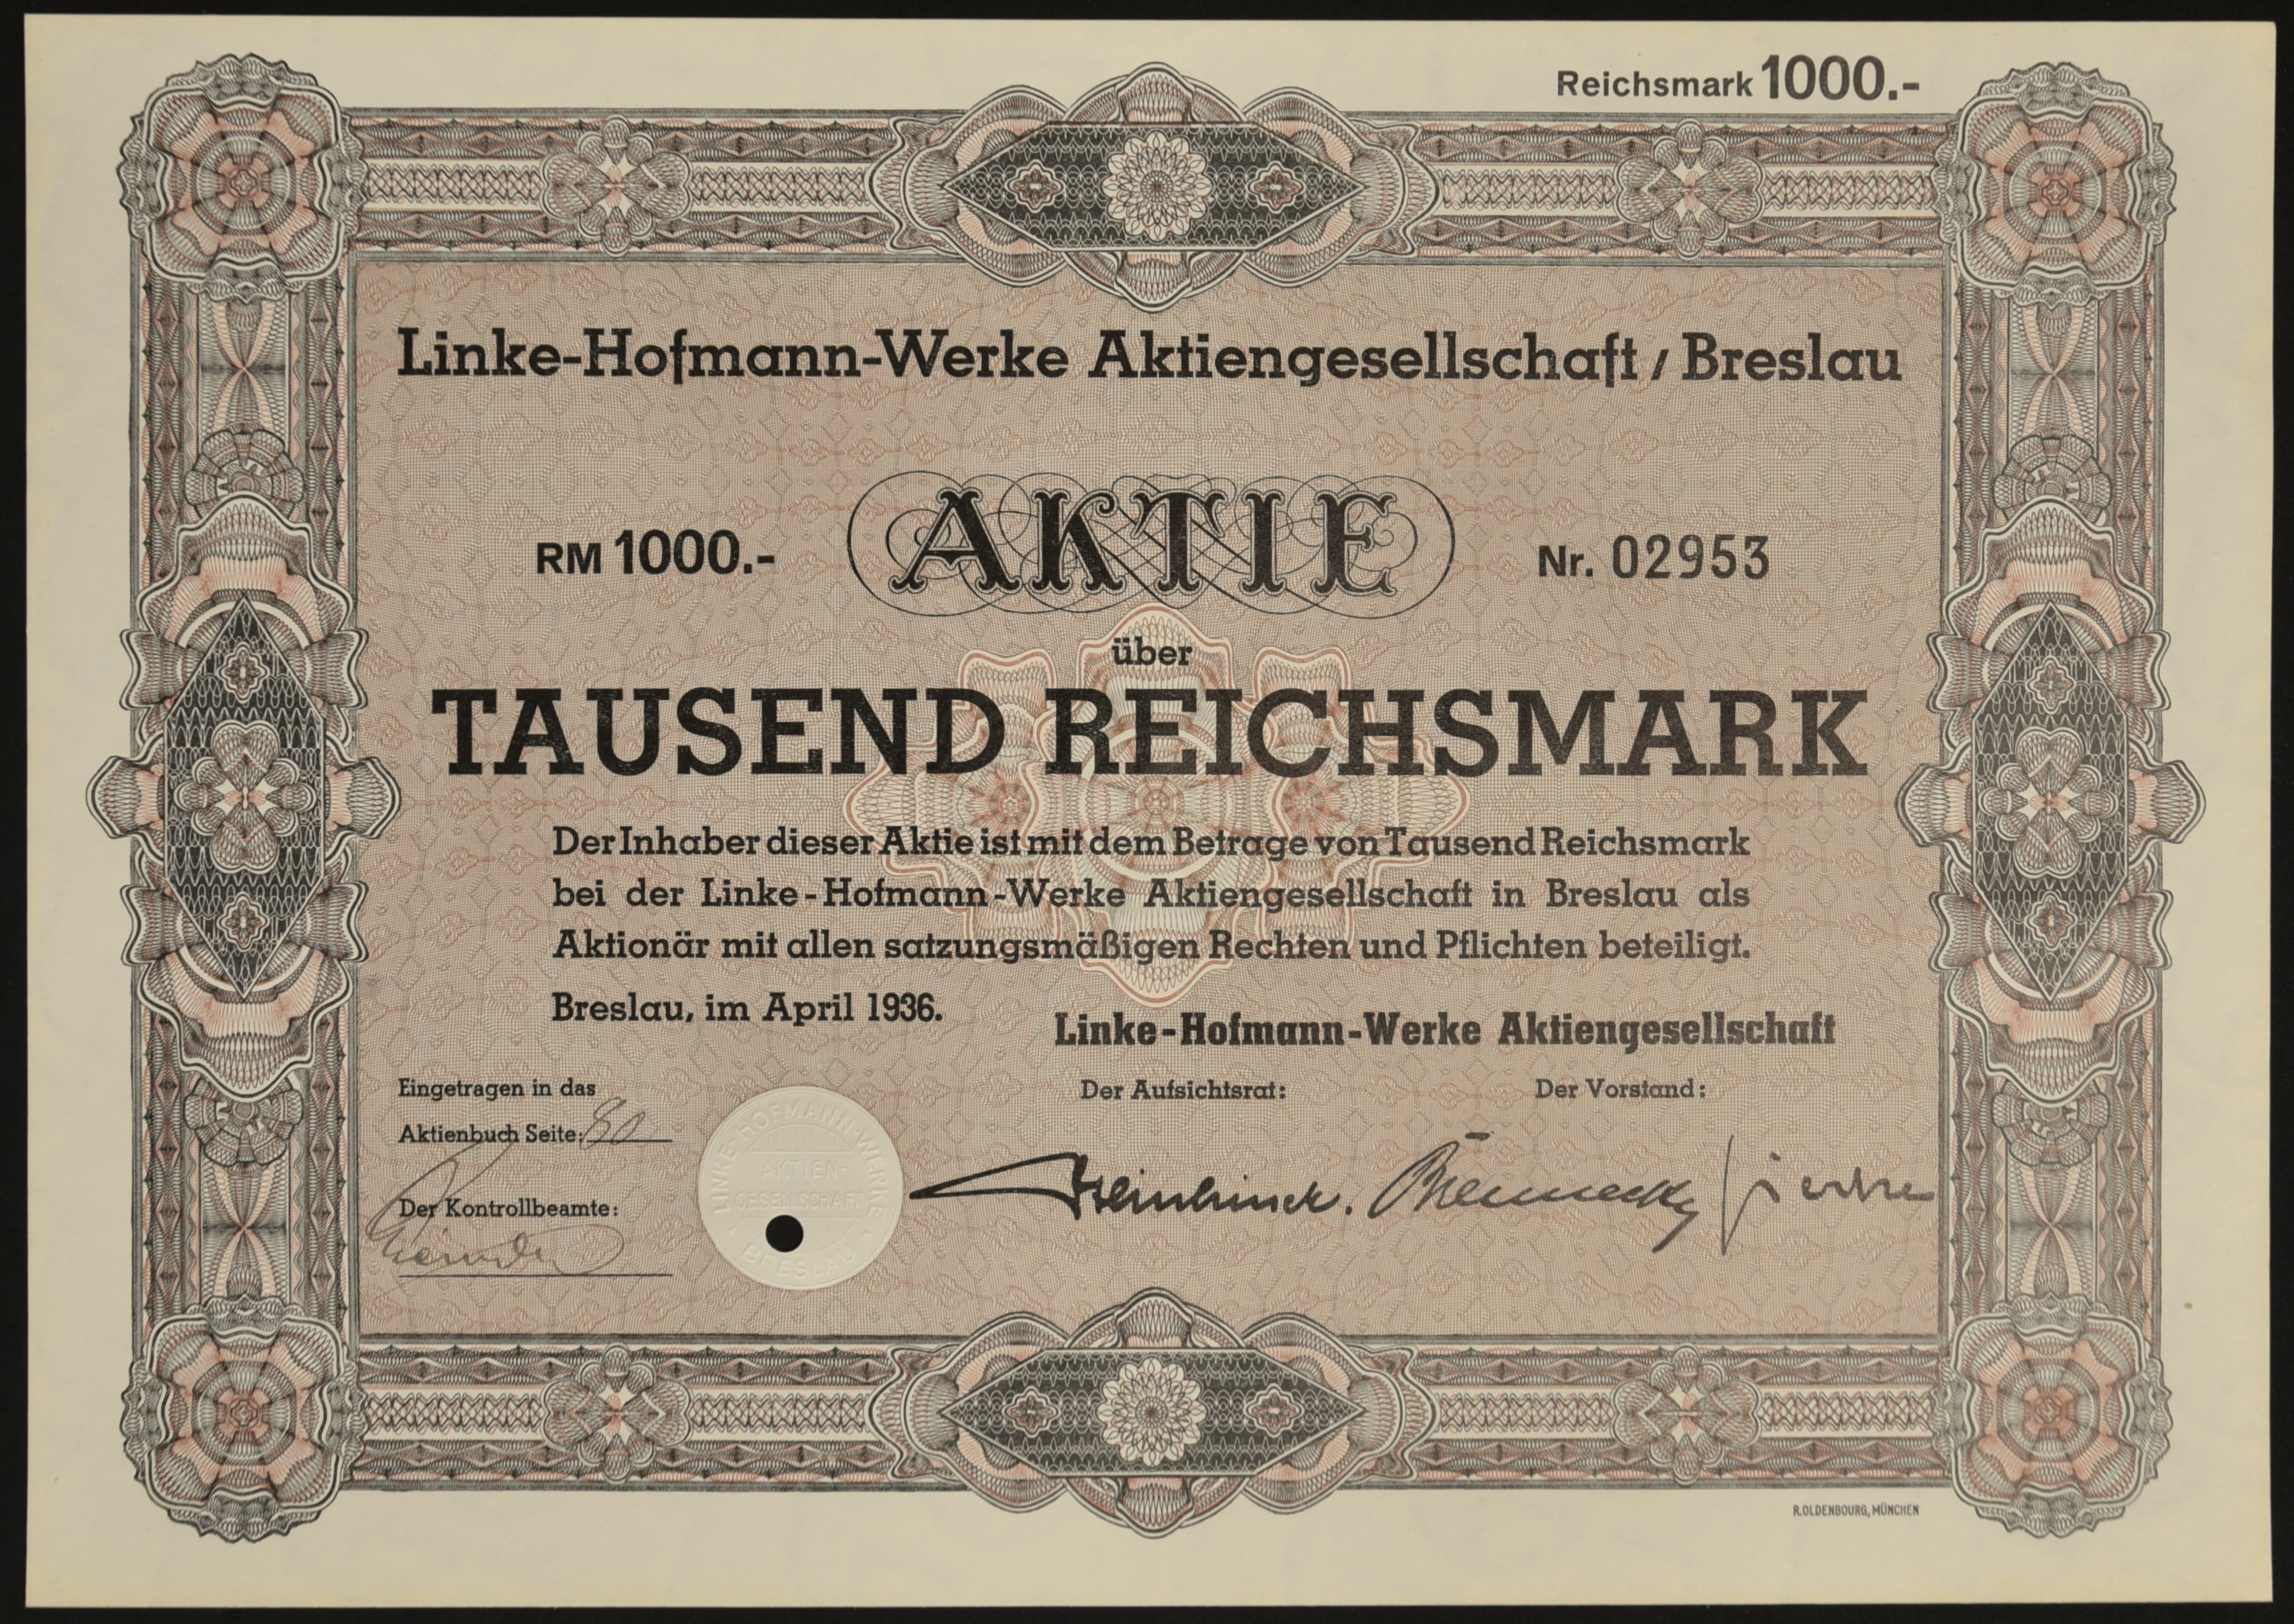 Reichsmark 1000.-
Linke-Hofmann-Werke Aktiengesellschaft / Breslau
RM 1000.- AKTIE Nr. 02953
über
TAUSEND REICHSMARK
Der Inhaber dieser Aktie ist mit dem Betrage von Tausend Reichsmark
bei der Linke-Hofmann-Werke Aktiengesellschaft in Breslau als
Aktionär mit allen satzungsmäßigen Rechten und Pflichten beteiligt.
Breslau, im April 1936.
Linke-Hofmann-Werke Aktiengesellschaft
Eingetragen in das
Aktienbuch Seite:
Der Kontrollbeamte:
LINKE HOFMANN WERKE
AKTIEN-
GESELLSCHAFT
BRESLAU
Der Aufsichtsrat: Der Vorstand:
R. OLDENBOURG, MÜNCHEN